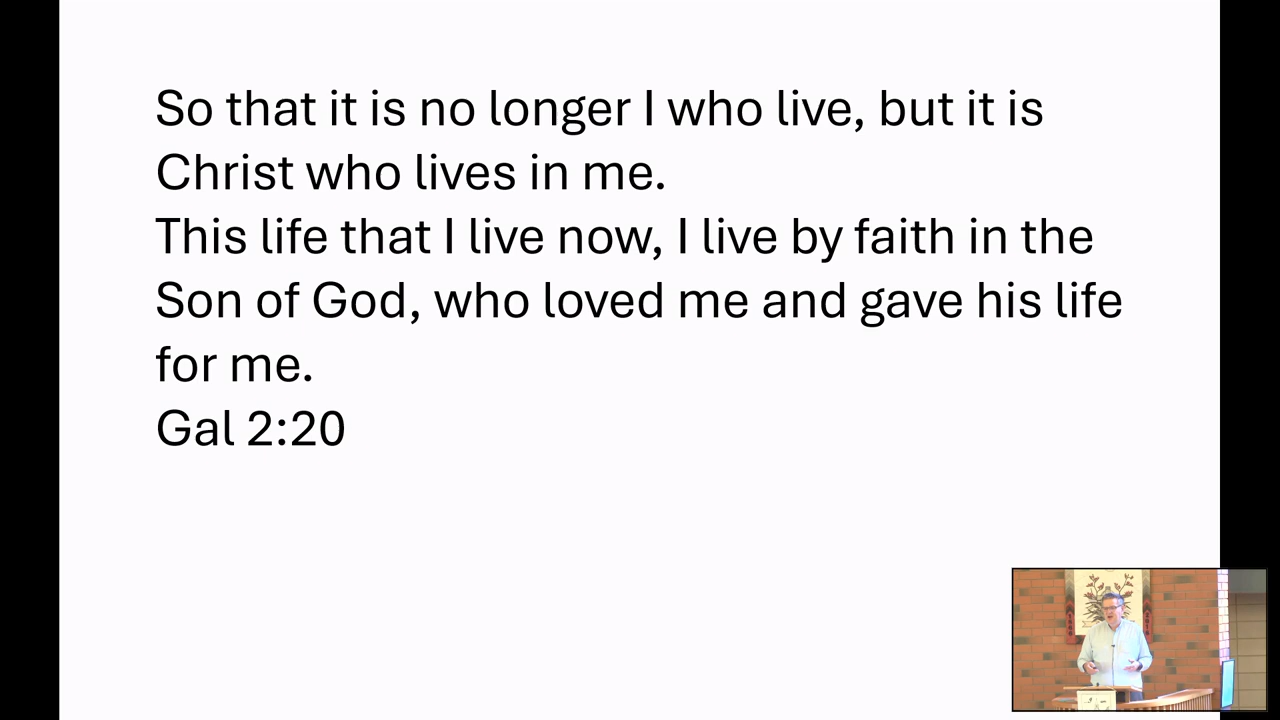 So that it is no longer I who live, but it is
Christ who lives in me.
This life that I live now, I live by faith in the
Son of God, who loved me and gave his life
for me.
Gal 2:20